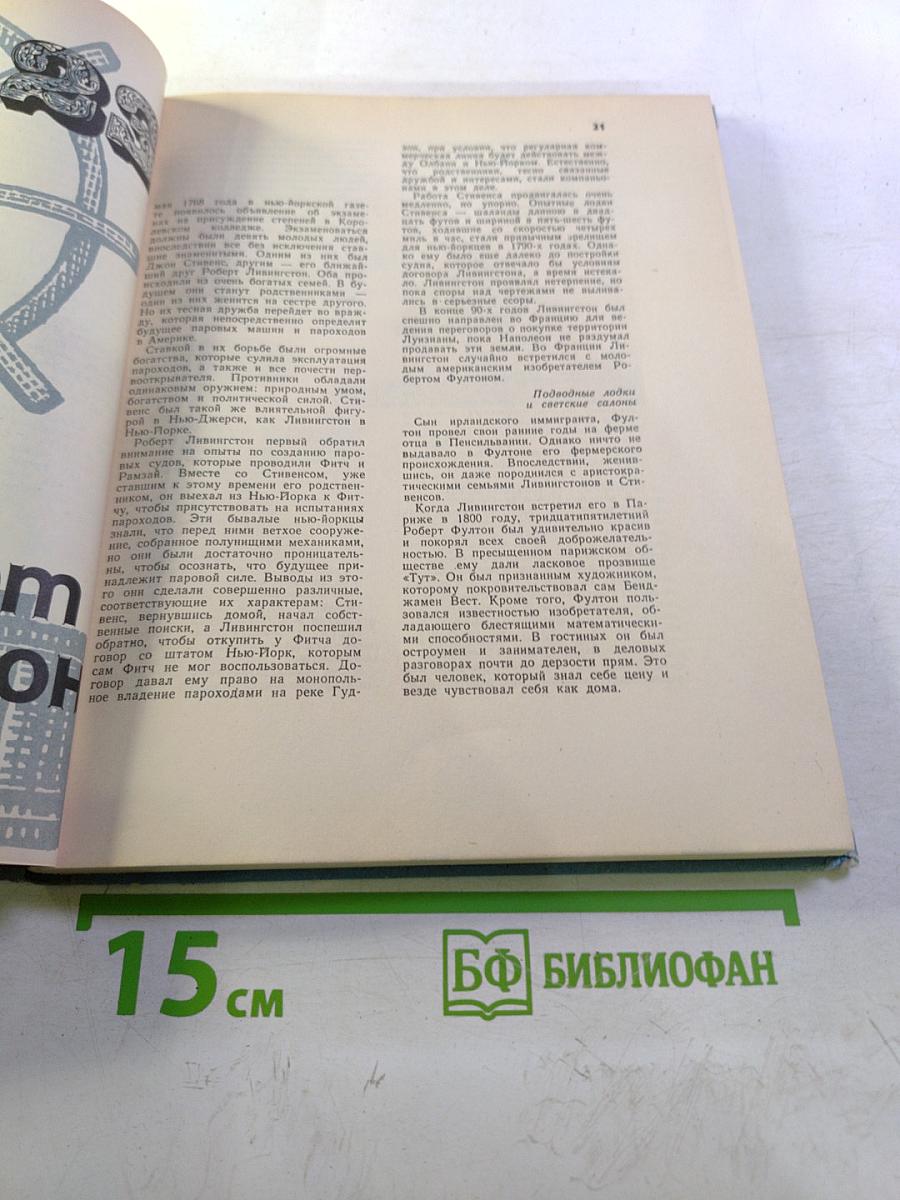 31
мая 1768 года в нью-йоркской газе-
те появилось объявление об экзаме-
нах на присуждение степеней в Коро-
левском колледже. Экзаменоваться
должны были девять молодых людей,
впоследствии все без исключения став-
шие знаменитыми. Одним из них был
Джон Стивенс, другим — его ближай-
ший друг Роберт Ливингстон. Оба про-
исходили из очень богатых семей. В бу-
дущем они станут родственниками —
один из них женится на сестре другого.
Но их тесная дружба перейдет во враж-
ду, которая непосредственно определит
будущее паровых машин и пароходов
в Америке.
Ставкой в их борьбе были огромные
богатства, которые сулила эксплуатация
пароходов, а также и все почести пер-
вооткрывателя. Противники обладали
одинаковым оружием: природным умом,
богатством и политической силой. Сти-
венс был такой же влиятельной фигу-
рой в Нью-Джерси, как Ливингстон в
Нью-Йорке.
Роберт Ливингстон первый обратил
внимание на опыты по созданию паро-
вых судов, которые проводили Фитч и
Рамзай. Вместе со Стивенсом, уже
ставшим к этому времени его родствен-
ником, он выехал из Нью-Йорка к Фит-
чу, чтобы присутствовать на испытаниях
пароходов. Эти бывалые нью-йоркцы
знали, что перед ними ветхое сооруже-
ние, собранное полунищими механиками,
но они были достаточно проницатель-
ны, чтобы осознать, что будущее при-
надлежит паровой силе. Выводы из это-
го они сделали совершенно различные,
соответствующие их характерам: Сти-
венс, вернувшись домой, начал собст-
венные поиски, а Ливингстон поспешил
обратно, чтобы откупить у Фитча до-
говор со штатом Нью-Йорк, которым
сам Фитч не мог воспользоваться. До-
говор давал ему право на монополь-
ное владение пароходами на реке Гуд-
зон, при условии, что регулярная ком-
мерческая линия будет действовать меж-
ду Олбани и Нью-Йорком. Естественно,
что родственники, тесно связанные
дружбой и интересами, стали компаньо-
нами в этом деле.
Работа Стивенса продвигалась очень
медленно, но упорно. Опытные лодки
Стивенса — шаланды длиною в двад-
цать футов и шириной в пять-шесть фу-
тов, ходившие со скоростью четырех
миль в час, стали привычным зрелищем
для нью-йоркцев в 1790-х годах. Одна-
ко ему было еще далеко до постройки
судна, которое отвечало бы условиям
договора Ливингстона, а время истека-
ло. Ливингстон проявлял нетерпение, но
пока споры над чертежами не вылива-
лись в серьезные ссоры.
В конце 90-х годов Ливингстон был
спешно направлен во Францию для ве-
дения переговоров о покупке территории
Луизианы, пока Наполеон не раздумал
продавать эти земли. Во Франции Ли-
вингстон случайно встретился с моло-
дым американским изобретателем Ро-
бертом Фултоном.
Подводные лодки
и светские салоны
Сын ирландского иммигранта, Фул-
тон провел свои ранние годы на ферме
отца в Пенсильвании. Однако ничто не
выдавало в Фултоне его фермерского
происхождения. Впоследствии, женив-
шись, он даже породнился с аристокра-
тическими семьями Ливингстонов и Сти-
венсов.
Когда Ливингстон встретил его в Па-
риже в 1800 году, тридцатипятилетний
Роберт Фултон был удивительно красив
и покорял всех своей доброжелатель-
ностью. В пресыщенном парижском об-
ществе ему дали ласковое прозвище
«Тут». Он был признанным художником,
которому покровительствовал сам Бенд-
жамен Вест. Кроме того, Фултон поль-
зовался известностью изобретателя, об-
ладающего блестящими математически-
ми способностями. В гостиных он был
остроумен и занимателен, в деловых
разговорах почти до дерзости прям. Это
был человек, который знал себе цену и
везде чувствовал себя как дома.
15 см
БФ БИБЛИОФАН